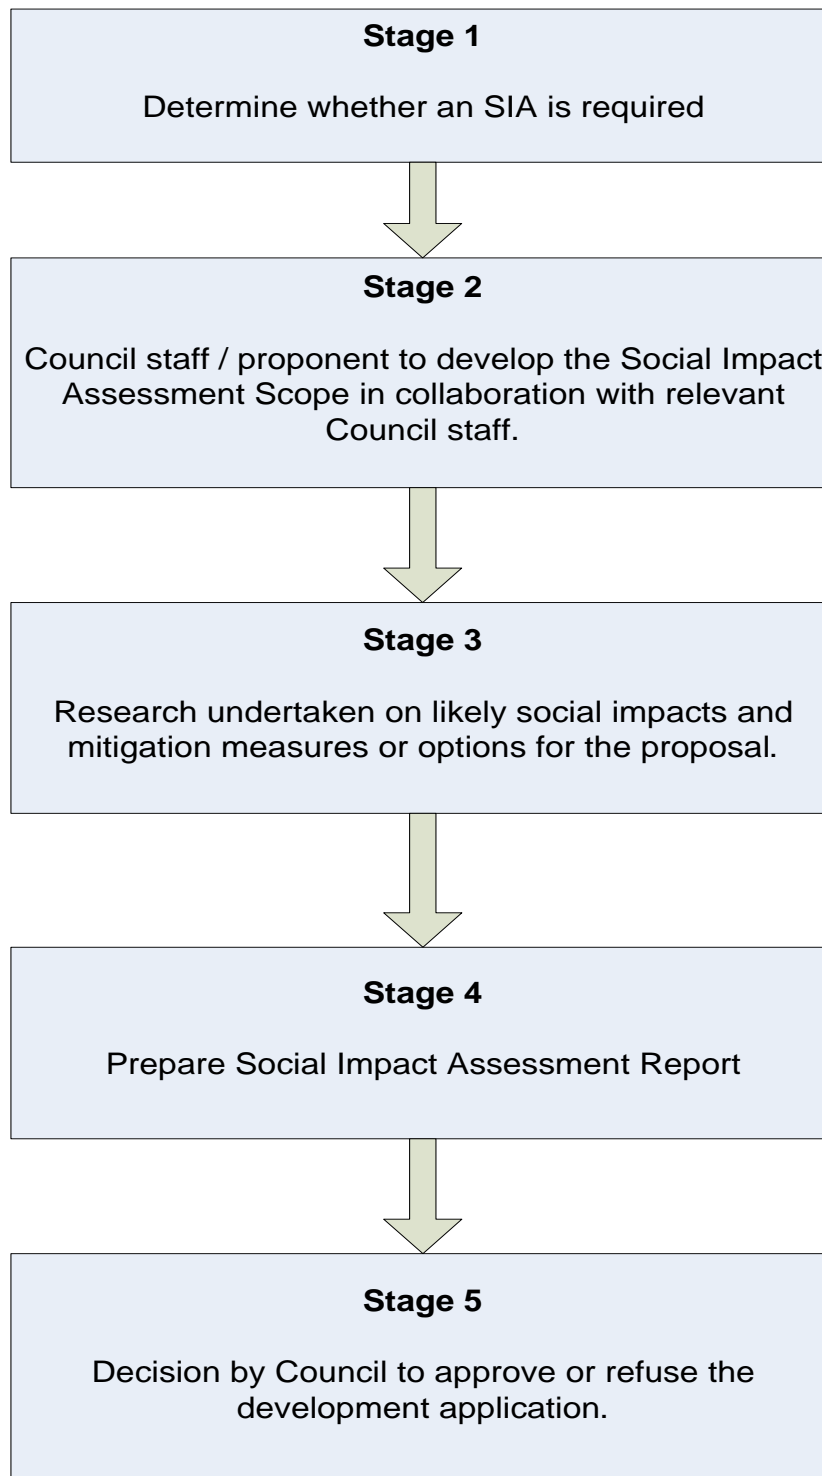 Stage 1
Determine whether an SIA is required
Stage 2
Council staff / proponent to develop the Social Impact
Assessment Scope in collaboration with relevant
Council staff.
Stage 3
Research undertaken on likely social impacts and
mitigation measures or options for the proposal.
Stage 4
Prepare Social Impact Assessment Report
Stage 5
Decision by Council to approve or refuse the
development application.